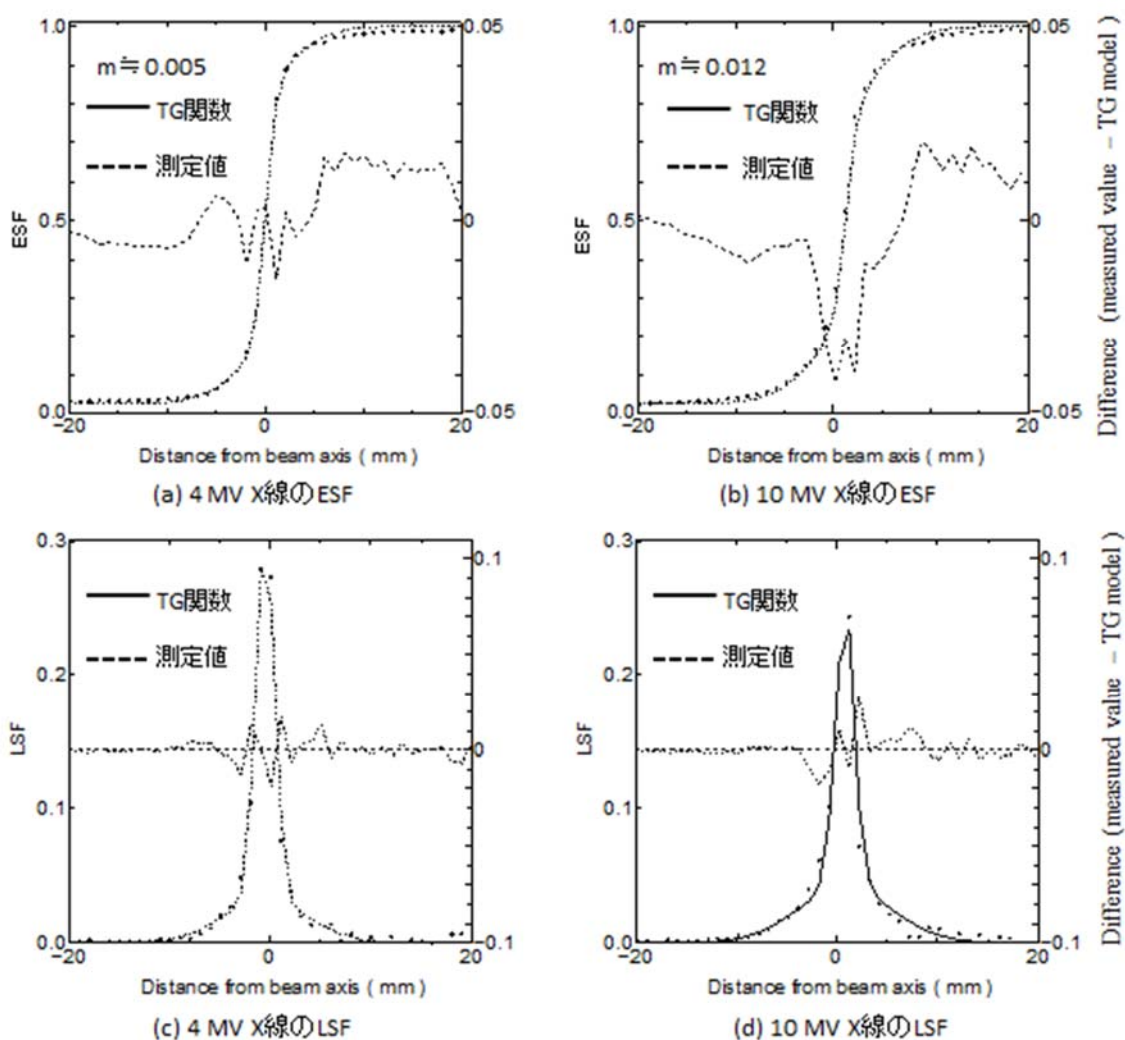 1.0
0.5
0.0
ESF
0.05
0
-0.05
m≒0.005
TG関数
測定値
-20
0
20
Distance from beam axis ( mm )
(a) 4 MV X線のESF
1.0
0.5
0.0
ESF
0.05
0
-0.05
m≒0.012
TG関数
測定値
-20
0
20
Distance from beam axis ( mm )
(b) 10 MV X線のESF
Difference (measured value – TG model )
0.3
0.2
0.1
0.0
LSF
0.1
0
-0.1
TG関数
測定値
-20
0
20
Distance from beam axis ( mm )
(c) 4 MV X線のLSF
0.3
0.2
0.1
0.0
LSF
0.1
0
-0.1
TG関数
測定値
-20
0
20
Distance from beam axis ( mm )
(d) 10 MV X線のLSF
Difference (measured value – TG model )